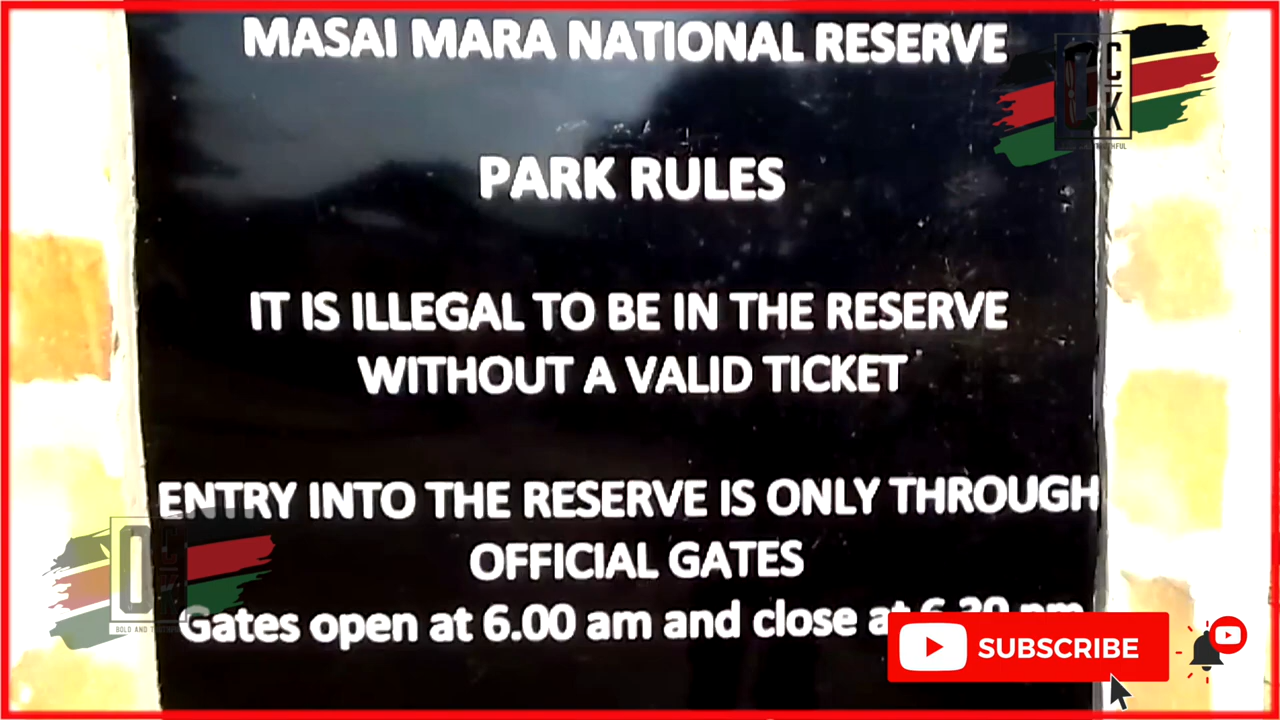 MASAI MARA NATIONAL RESERVE
PARK RULES
IT IS ILLEGAL TO BE IN THE RESERVE
WITHOUT A VALID TICKET
ENTRY INTO THE RESERVE IS ONLY THROUGH
OFFICIAL GATES
Gates open at 6.00 am and close at
SUBSCRIBE